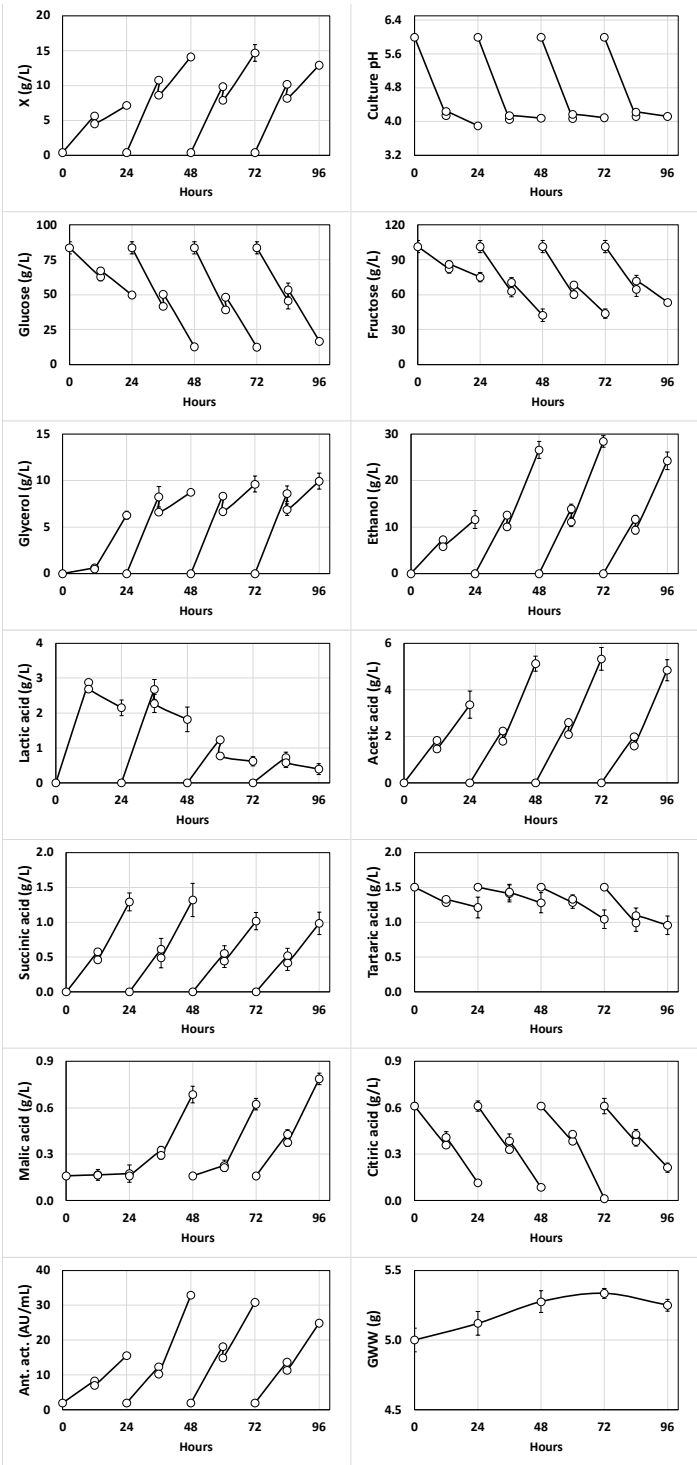 X (g/L)
15
10
5
0
0 24 48 72 96
Hours
Culture pH
6.4
5.6
4.8
4.0
3.2
0 24 48 72 96
Hours
Glucose (g/L)
100
75
50
25
0
0 24 48 72 96
Hours
Fructose (g/L)
120
90
60
30
0
0 24 48 72 96
Hours
Glycerol (g/L)
15
10
5
0
0 24 48 72 96
Hours
Ethanol (g/L)
30
20
10
0
0 24 48 72 96
Hours
Lactic acid (g/L)
4
3
2
1
0
0 24 48 72 96
Hours
Acetic acid (g/L)
6
4
2
0
0 24 48 72 96
Hours
Succinic acid (g/L)
2.0
1.5
1.0
0.5
0.0
0 24 48 72 96
Hours
Tartaric acid (g/L)
2.0
1.5
1.0
0.5
0.0
0 24 48 72 96
Hours
Malic acid (g/L)
0.9
0.6
0.3
0.0
0 24 48 72 96
Hours
Citiric acid (g/L)
0.9
0.6
0.3
0.0
0 24 48 72 96
Hours
Ant. act. (AU/mL)
40
30
20
10
0
0 24 48 72 96
Hours
GWW (g)
5.5
5.0
4.5
0 24 48 72 96
Hours